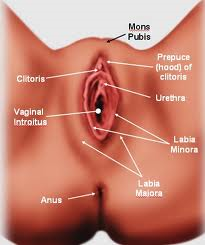 Mons
Pubis
Prepuce
(hood) of
clitoris
Clitoris
Urethra
Vaginal
Introitus
Labia
Minora
Labia
Majora
Anus